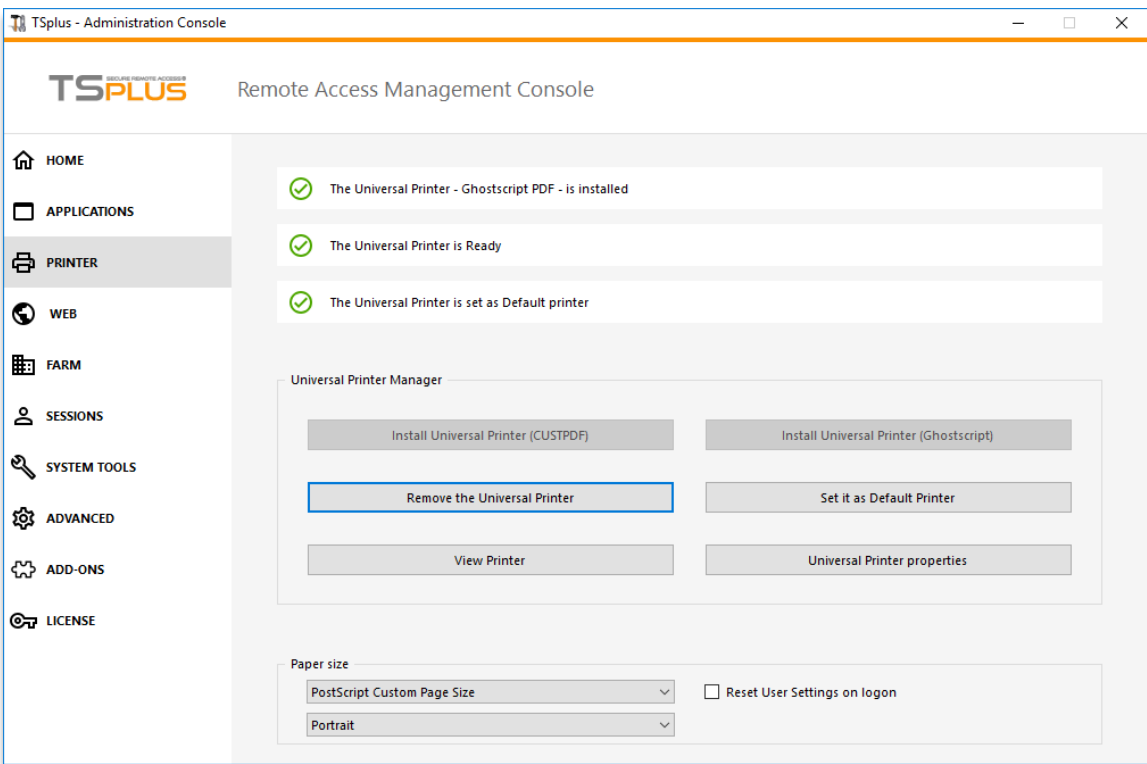 TSplus - Administration Console
SECURE REMOTE ACCESS
TSPLUS
Remote Access Management Console
HOME
APPLICATIONS
PRINTER
WEB
FARM
SESSIONS
SYSTEM TOOLS
ADVANCED
ADD-ONS
LICENSE
The Universal Printer - Ghostscript PDF - is installed
The Universal Printer is Ready
The Universal Printer is set as Default printer
Universal Printer Manager
Install Universal Printer (CUSTPDF)
Install Universal Printer (Ghostscript)
Remove the Universal Printer
Set it as Default Printer
View Printer
Universal Printer properties
Paper size
PostScript Custom Page Size
Reset User Settings on logon
Portrait